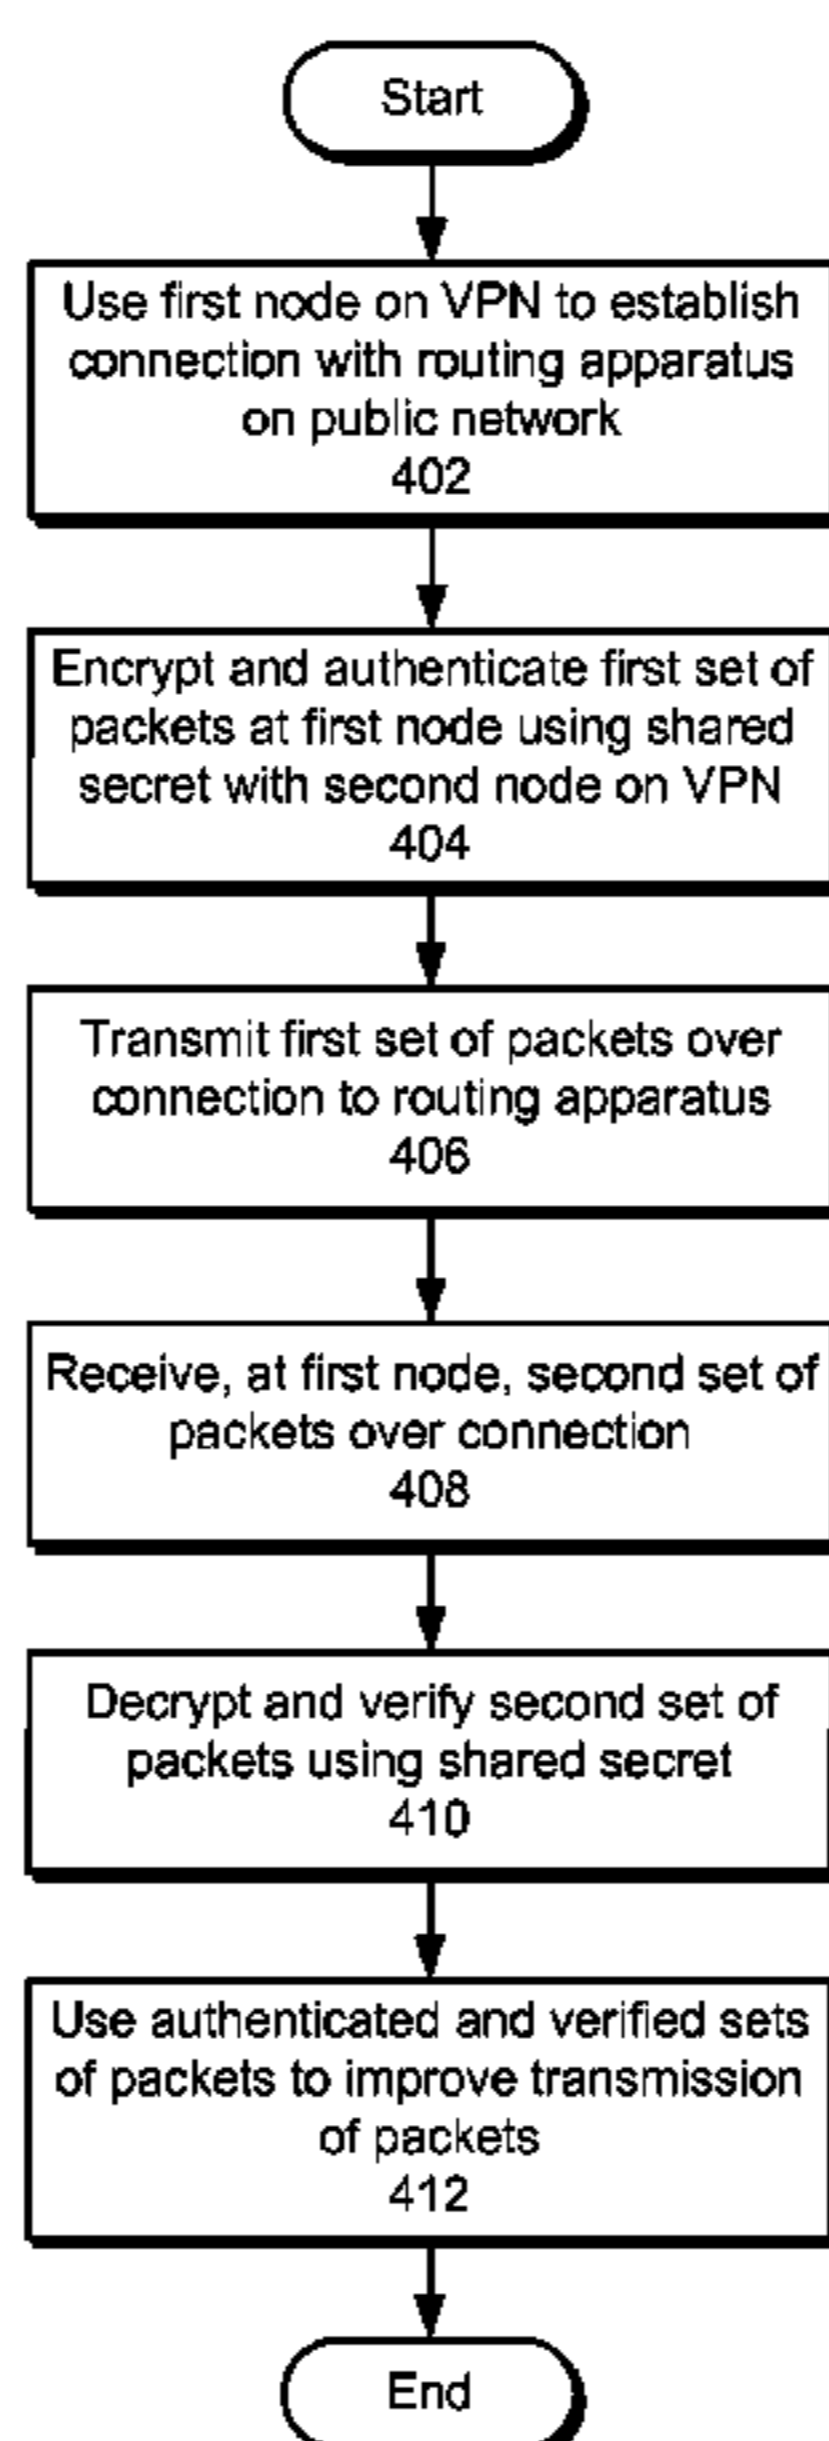 Start
Use first node on VPN to establish
connection with routing apparatus
on public network
402
Encrypt and authenticate first set of
packets at first node using shared
secret with second node on VPN
404
Transmit first set of packets over
connection to routing apparatus
406
Receive, at first node, second set of
packets over connection
408
Decrypt and verify second set of
packets using shared secret
410
Use authenticated and verified sets
of packets to improve transmission
of packets
412
End